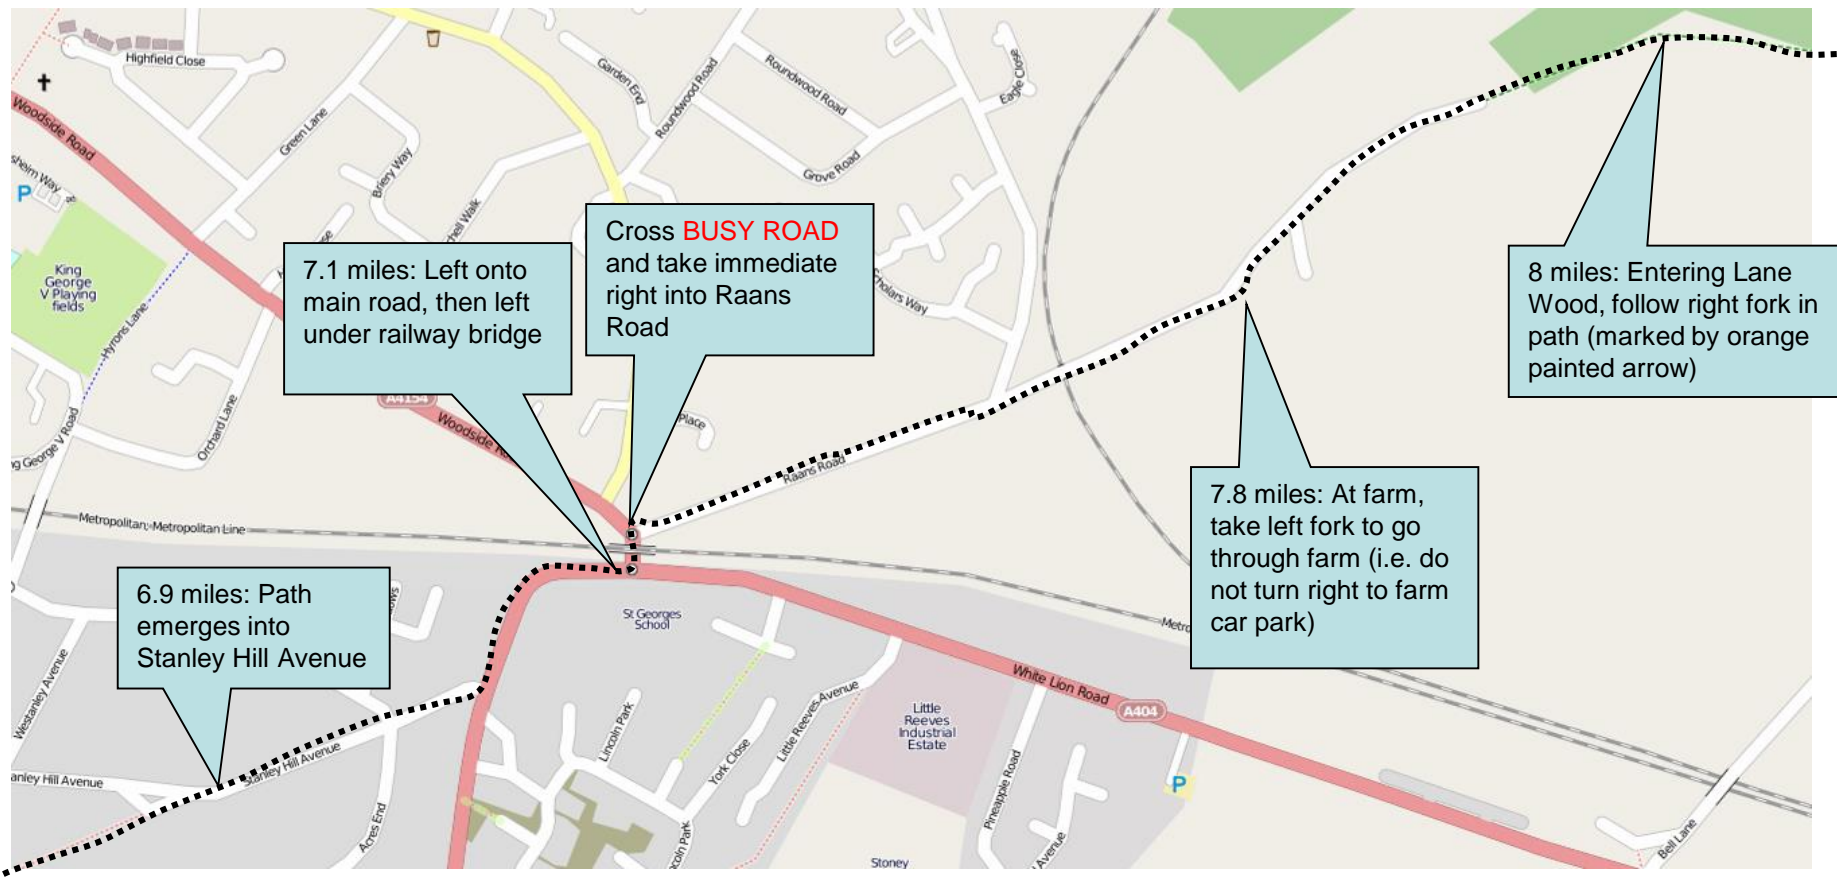 Highfield Close
Woodside Road
Green Lane
Garden End
Roundwood Road
Roundwood Road
Eagle Close
Grove Road
Briery Way
P
King
George
V Playing
fields
Hyrons Lane
Orchard Lane
Scholars Way
Place
A4154
Raans Road
Metropolitan; Metropolitan Line
7.1 miles: Left onto
main road, then left
under railway bridge
Cross BUSY ROAD
and take immediate
right into Raans
Road
8 miles: Entering Lane
Wood, follow right fork in
path (marked by orange
painted arrow)
7.8 miles: At farm,
take left fork to go
through farm (i.e. do
not turn right to farm
car park)
6.9 miles: Path
emerges into
Stanley Hill Avenue
St Georges
School
Westanley Avenue
Stanley Hill Avenue
Acres End
Lincoln Park
York Close
Little Reeves Avenue
Little
Reeves
Industrial
Estate
White Lion Road
A404
Pineapple Road
P
Stoney
Bell Lane